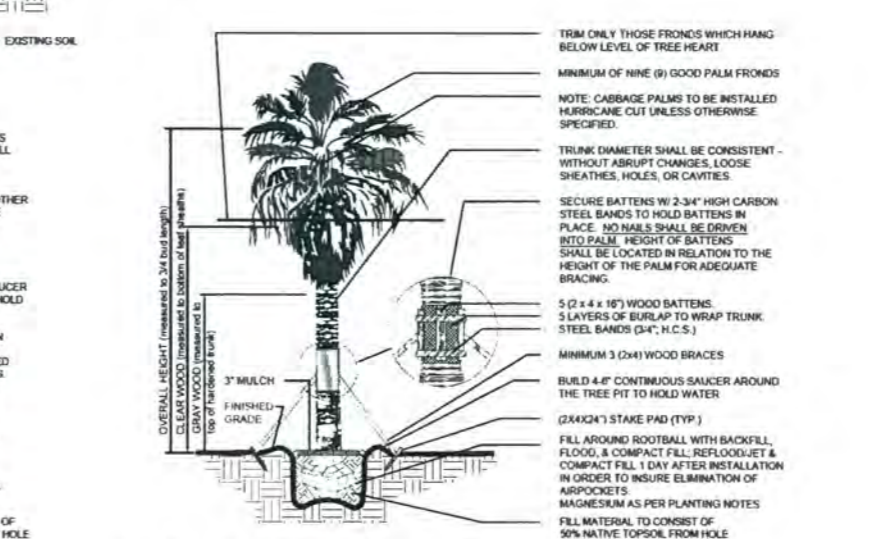 EXISTING SOIL
S
LL
THER
UCER
HOLD
N
ED
S
OF
HOLE
OVERALL HEIGHT (measured to 3/4 bud length)
CLEAR WOOD (measured to bottom of leaf sheaths)
GRAY WOOD (measured to
top of hardened trunk)
3" MULCH
FINISHED
GRADE
TRIM ONLY THOSE FRONDS WHICH HANG
BELOW LEVEL OF TREE HEART
MINIMUM OF NINE (9) GOOD PALM FRONDS
NOTE: CABBAGE PALMS TO BE INSTALLED
HURRICANE CUT UNLESS OTHERWISE
SPECIFIED.
TRUNK DIAMETER SHALL BE CONSISTENT -
WITHOUT ABRUPT CHANGES, LOOSE
SHEATHES, HOLES, OR CAVITIES.
SECURE BATTENS W/ 2-3/4" HIGH CARBON
STEEL BANDS TO HOLD BATTENS IN
PLACE. NO NAILS SHALL BE DRIVEN
INTO PALM. HEIGHT OF BATTENS
SHALL BE LOCATED IN RELATION TO THE
HEIGHT OF THE PALM FOR ADEQUATE
BRACING.
5 (2 x 4 x 16") WOOD BATTENS.
5 LAYERS OF BURLAP TO WRAP TRUNK.
STEEL BANDS (3/4"; H.C.S.)
MINIMUM 3 (2x4) WOOD BRACES
BUILD 4-6" CONTINUOUS SAUCER AROUND
THE TREE PIT TO HOLD WATER
(2X4X24") STAKE PAD (TYP.)
FILL AROUND ROOTBALL WITH BACKFILL,
FLOOD, & COMPACT FILL; REFLOOD/JET &
COMPACT FILL 1 DAY AFTER INSTALLATION
IN ORDER TO INSURE ELIMINATION OF
AIRPOCKETS.
MAGNESIUM AS PER PLANTING NOTES
FILL MATERIAL TO CONSIST OF
50% NATIVE TOPSOIL FROM HOLE